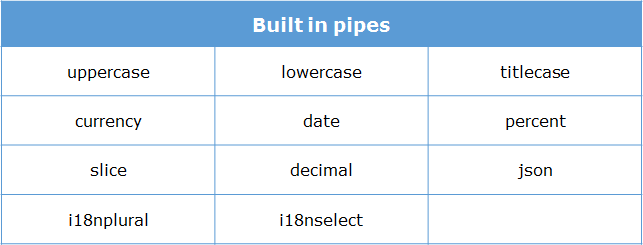 Built in pipes
uppercase lowercase titlecase
currency date percent
slice decimal json
i18nplural i18nselect